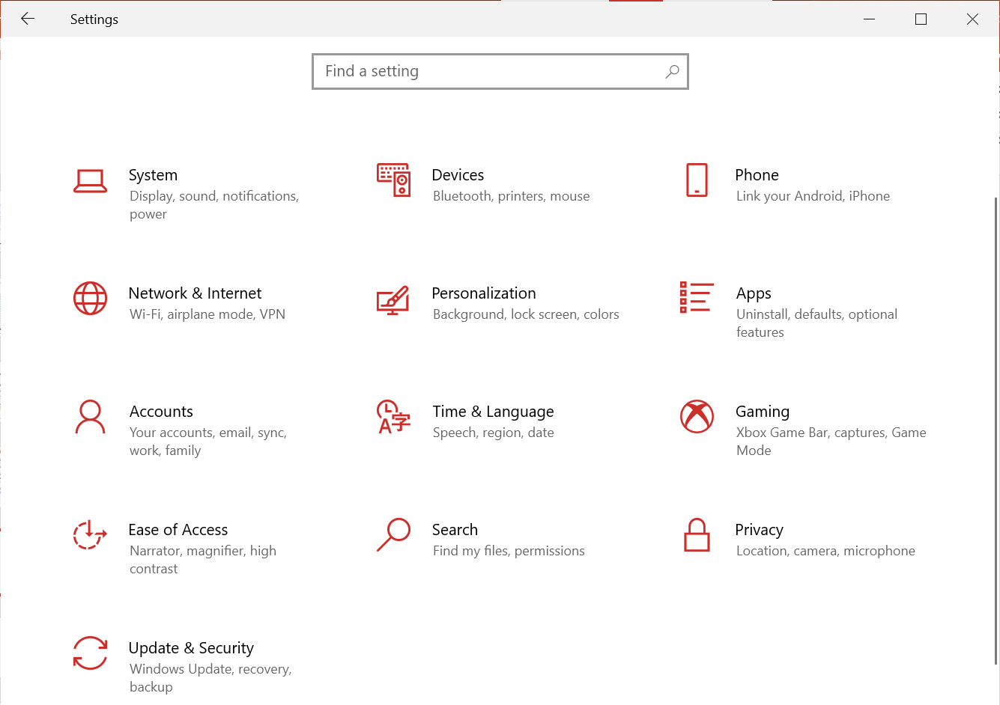 Settings
Find a setting
System
Display, sound, notifications,
power
Devices
Bluetooth, printers, mouse
Phone
Link your Android, iPhone
Network & Internet
Wi-Fi, airplane mode, VPN
Personalization
Background, lock screen, colors
Apps
Uninstall, defaults, optional
features
Accounts
Your accounts, email, sync,
work, family
Time & Language
Speech, region, date
Gaming
Xbox Game Bar, captures, Game
Mode
Ease of Access
Narrator, magnifier, high
contrast
Search
Find my files, permissions
Privacy
Location, camera, microphone
Update & Security
Windows Update, recovery,
backup